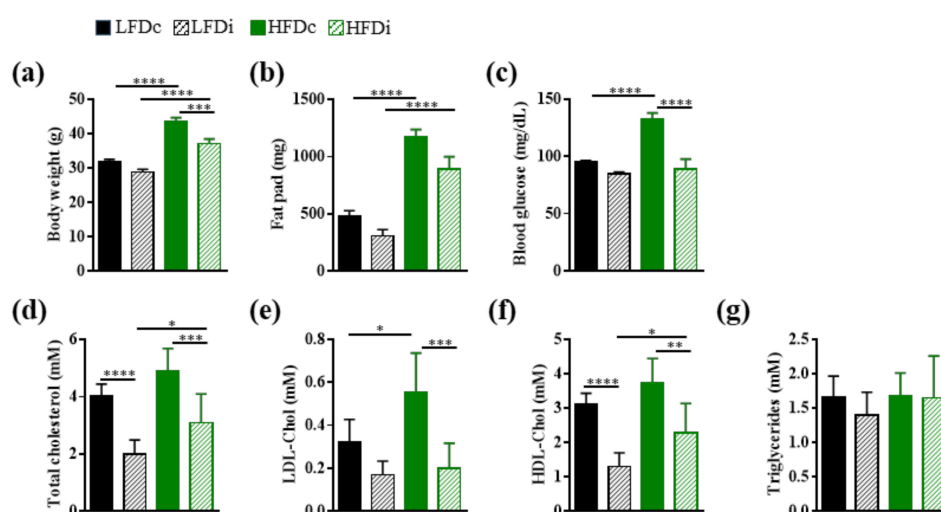 LFDc LFDi HFDc HFDi
(a) (b) (c)
**** **** ***
Body weight (g)
50
40
30
20
10
0
**** ****
Fat pad (mg)
1500
1000
500
0
**** ****
Blood glucose (mg/dL)
150
100
50
0
(d) (e) (f) (g)
* *** ****
Total cholesterol (mM)
6
4
2
0
* ***
LDL-Chol (mM)
0.8
0.6
0.4
0.2
0.0
* ** ****
HDL-Chol (mM)
5
4
3
2
1
0
Triglycerides (mM)
2.5
2.0
1.5
1.0
0.5
0.0